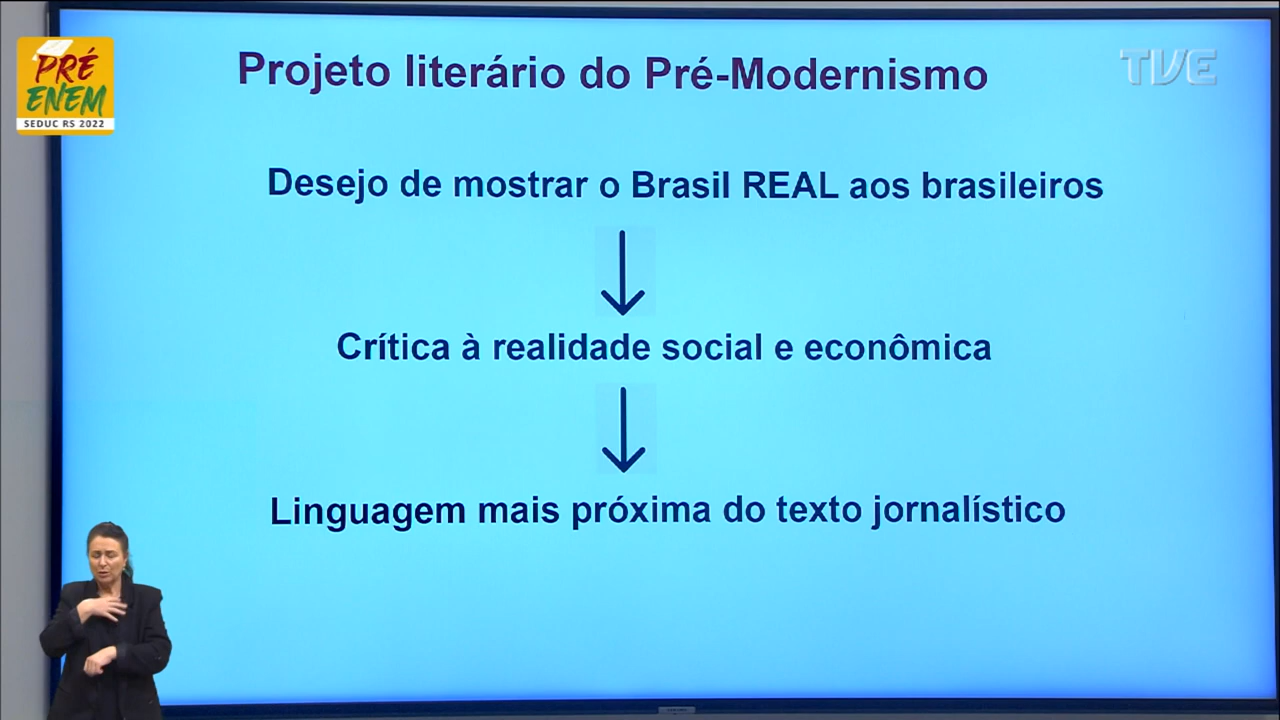 PRÉ
ENEM
SEDUC RS 2022
Projeto literário do Pré-Modernismo
TVE
Desejo de mostrar o Brasil REAL aos brasileiros
Crítica à realidade social e econômica
Linguagem mais próxima do texto jornalístico